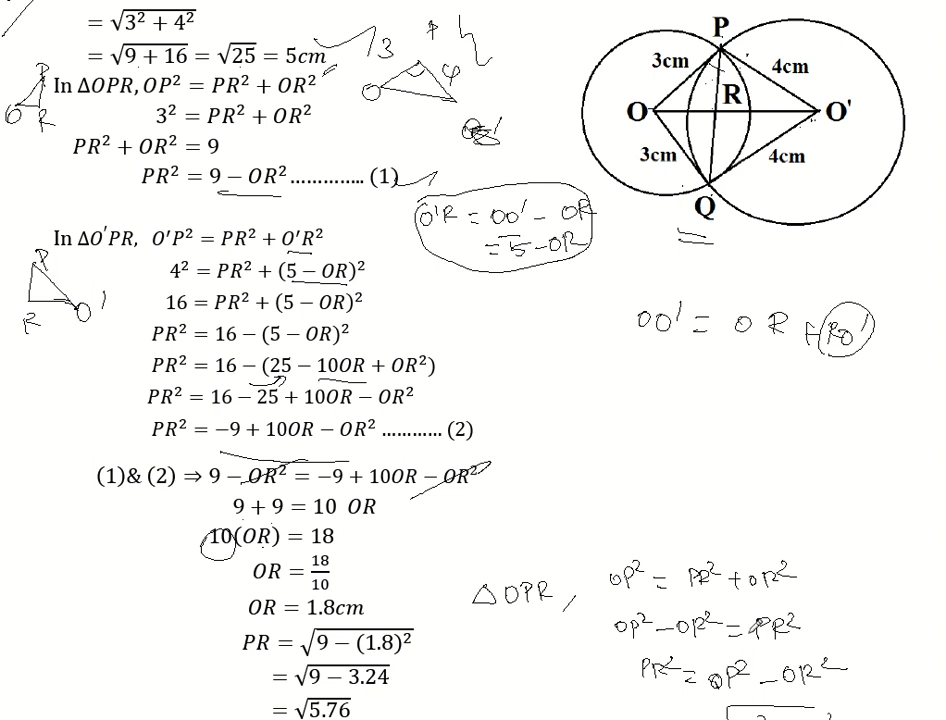 = √(3² + 4²)
= √(9 + 16) = √25 = 5cm
In ΔOPR, OP² = PR² + OR²
3² = PR² + OR²
PR² + OR² = 9
PR² = 9 − OR² .............. (1)
In ΔO'PR, O'P² = PR² + O'R²
4² = PR² + (5 − OR)²
16 = PR² + (5 − OR)²
PR² = 16 − (5 − OR)²
PR² = 16 − (25 − 10OR + OR²)
PR² = 16 − 25 + 10OR − OR²
PR² = −9 + 10OR − OR² ............ (2)
(1)& (2) ⇒ 9 − OR² = −9 + 10OR − OR²
9 + 9 = 10 OR
10(OR) = 18
OR = 18/10
OR = 1.8cm
PR = √(9 − (1.8)²)
= √(9 − 3.24)
= √5.76
P
O R
P
R O'
3
P
O
O'R = OO' − OR
= 5 − OR
P
3cm 4cm
O R O'
3cm 4cm
Q
OO' = OR + RO'
Δ OPR,
OP² = PR² + OR²
OP² − OR² = PR²
PR² = OP² − OR²